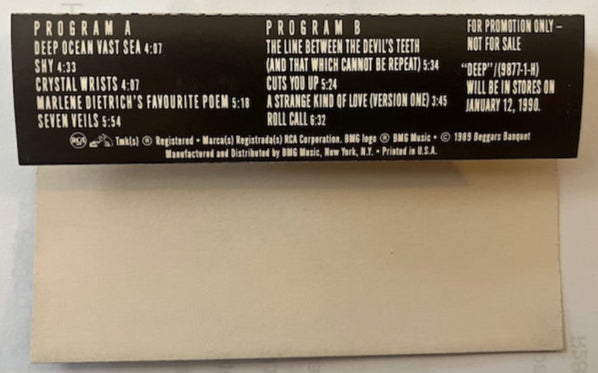 PROGRAM A
DEEP OCEAN VAST SEA 4:07
SHY 4:33
CRYSTAL WRISTS 4:07
MARLENE DIETRICH'S FAVOURITE POEM 5:18
SEVEN VEILS 5:54
PROGRAM B
THE LINE BETWEEN THE DEVIL'S TEETH
(AND THAT WHICH CANNOT BE REPEAT) 5:34
CUTS YOU UP 5:24
A STRANGE KIND OF LOVE (VERSION ONE) 3:45
ROLL CALL 6:32
FOR PROMOTION ONLY –
NOT FOR SALE
"DEEP"/(9877-1-H)
WILL BE IN STORES ON
JANUARY 12, 1990.
RCA Tmk(s) ® Registered • Marca(s) Registrada(s) RCA Corporation. BMG logo ® BMG Music • © 1989 Beggars Banquet
Manufactured and Distributed by BMG Music, New York, N.Y. • Printed in U.S.A.